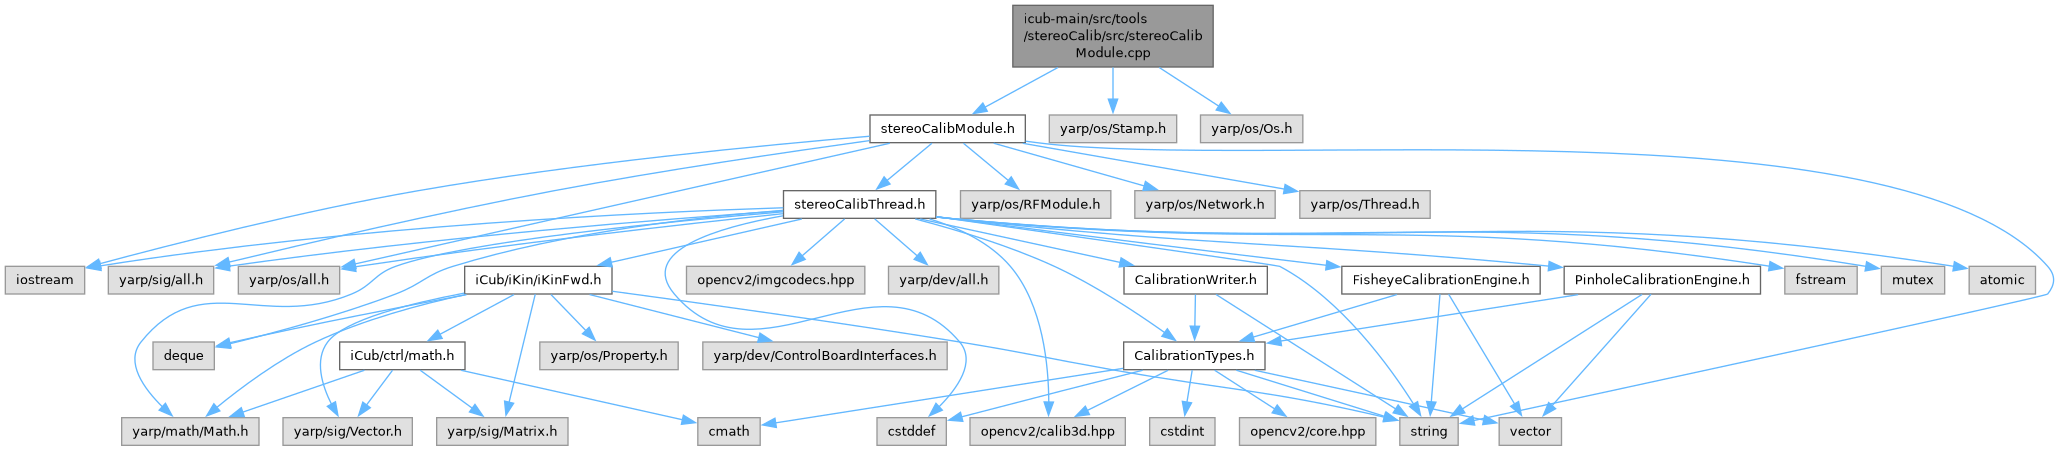 icub-main/src/tools
/stereoCalib/src/stereoCalib
Module.cpp
stereoCalibModule.h
yarp/os/Stamp.h
yarp/os/Os.h
stereoCalibThread.h
yarp/os/RFModule.h
yarp/os/Network.h
yarp/os/Thread.h
iostream
yarp/sig/all.h
yarp/os/all.h
iCub/iKin/iKinFwd.h
opencv2/imgcodecs.hpp
yarp/dev/all.h
CalibrationWriter.h
FisheyeCalibrationEngine.h
PinholeCalibrationEngine.h
fstream
mutex
atomic
deque
iCub/ctrl/math.h
yarp/os/Property.h
yarp/dev/ControlBoardInterfaces.h
CalibrationTypes.h
yarp/math/Math.h
yarp/sig/Vector.h
yarp/sig/Matrix.h
cmath
cstddef
opencv2/calib3d.hpp
cstdint
opencv2/core.hpp
string
vector